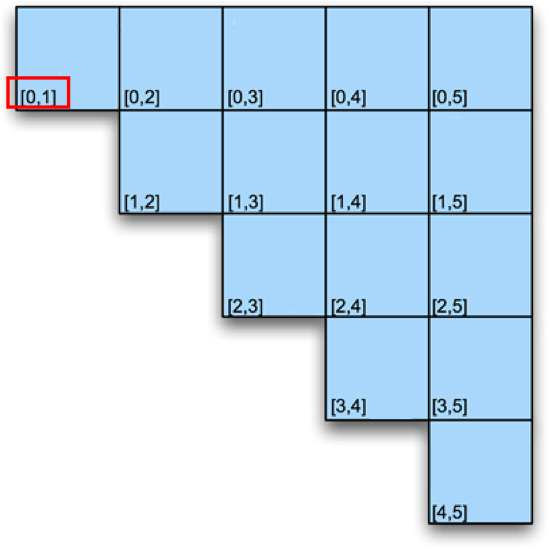 [0,1] [0,2] [0,3] [0,4] [0,5]
[1,2] [1,3] [1,4] [1,5]
[2,3] [2,4] [2,5]
[3,4] [3,5]
[4,5]